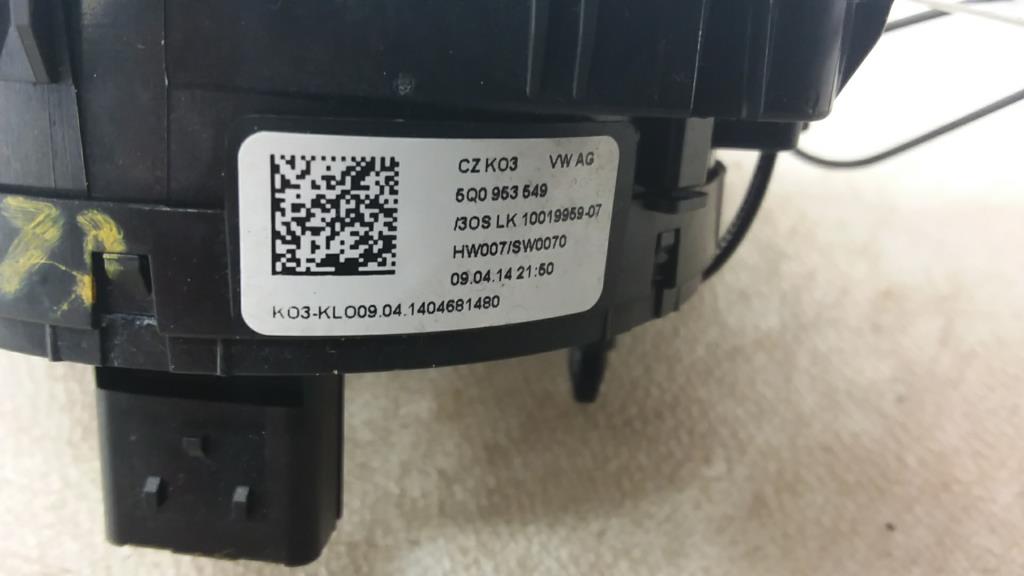 CZ KO3 VW AG
5Q0 953 549
/3OS LK 10019959-07
HW007/SW0070
09.04.14 21:50
KO3-KLO09.04.1404681480